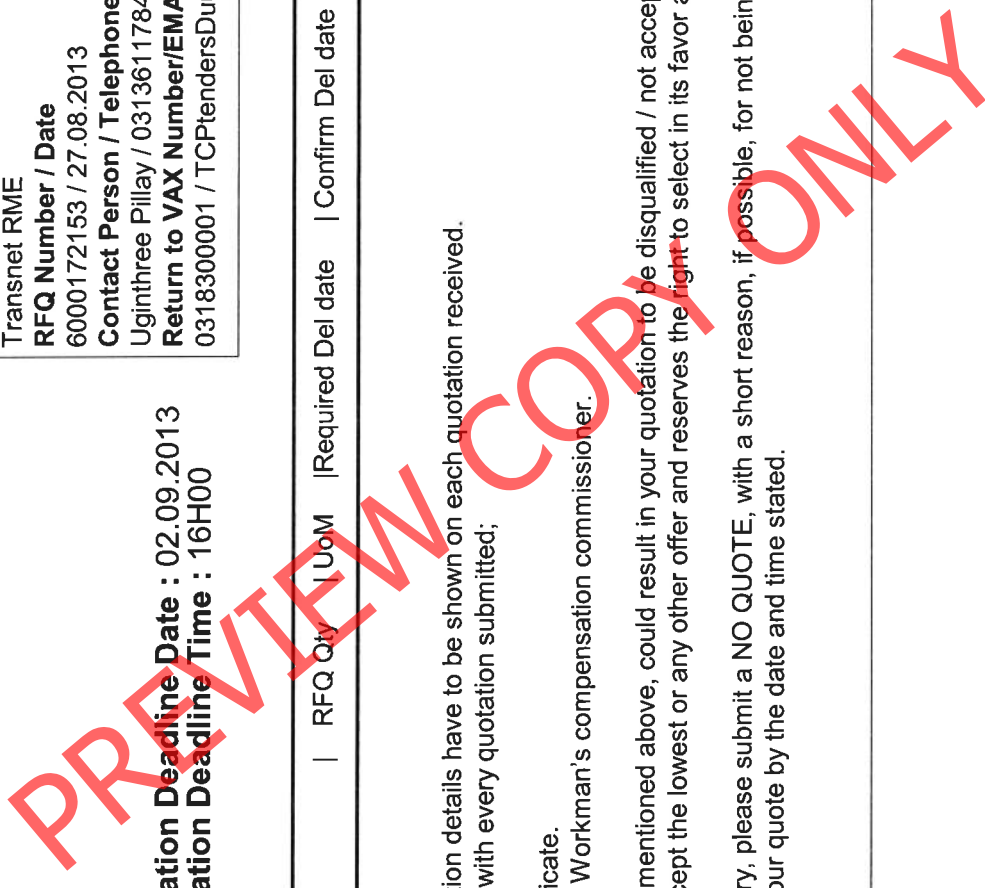 Transnet RME
RFQ Number / Date
6000172153 / 27.08.2013
Contact Person / Telephone
Uginthree Pillay / 0313611784
Return to VAX Number/EMA
0318300001 / TCPtendersDu
ation Deadline Date : 02.09.2013
ation Deadline Time : 16H00
| RFQ Qty | UoM |Required Del date | Confirm Del date
ion details have to be shown on each quotation received.
with every quotation submitted;
icate.
Workman's compensation commissioner.
mentioned above, could result in your quotation to be disqualified / not accep
cept the lowest or any other offer and reserves the right to select in its favor a
ry, please submit a NO QUOTE, with a short reason, if possible, for not bein
our quote by the date and time stated.
PREVIEW COPY ONLY